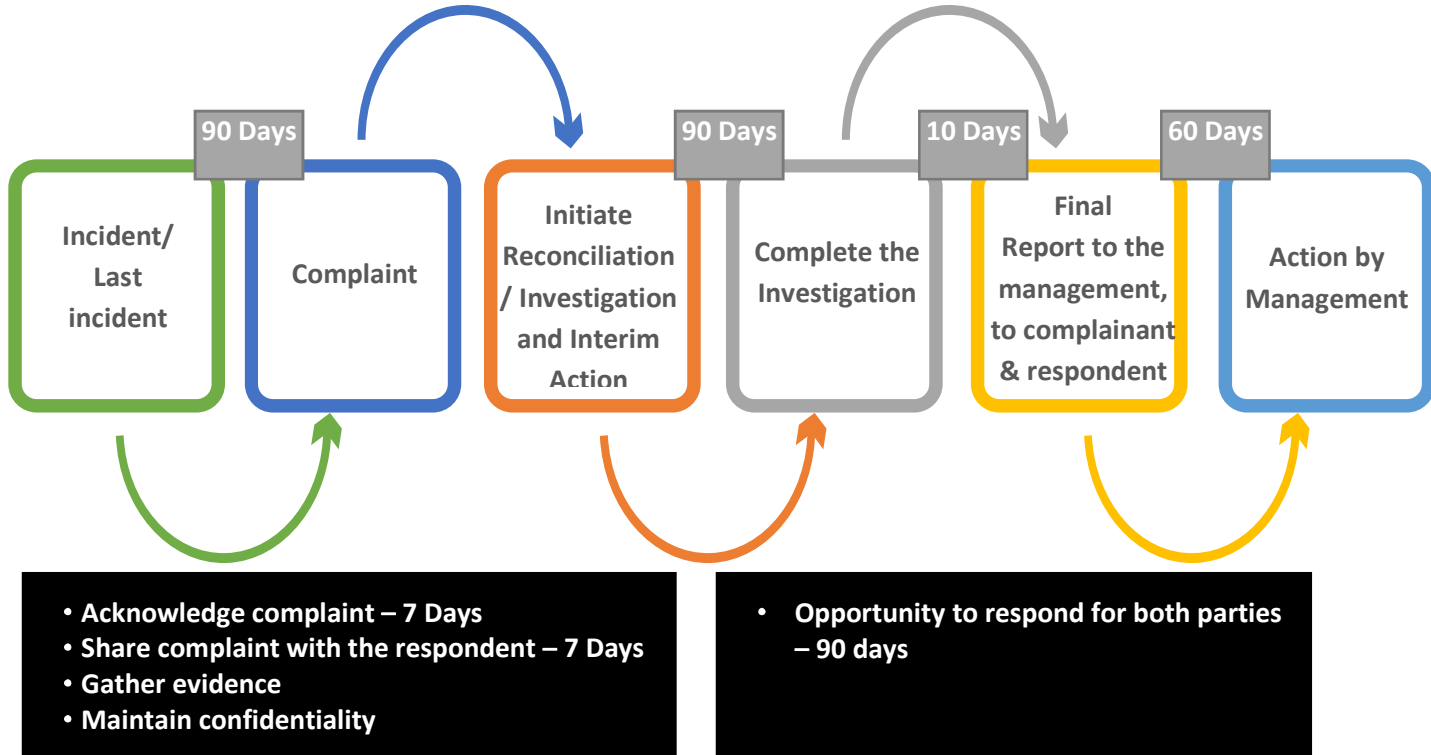 90 Days
90 Days
10 Days
60 Days
Incident/
Last
incident
Complaint
Initiate
Reconciliation
/ Investigation
and Interim
Action
Complete the
Investigation
Final
Report to the
management,
to complainant
& respondent
Action by
Management
• Acknowledge complaint – 7 Days
• Share complaint with the respondent – 7 Days
• Gather evidence
• Maintain confidentiality
• Opportunity to respond for both parties
– 90 days